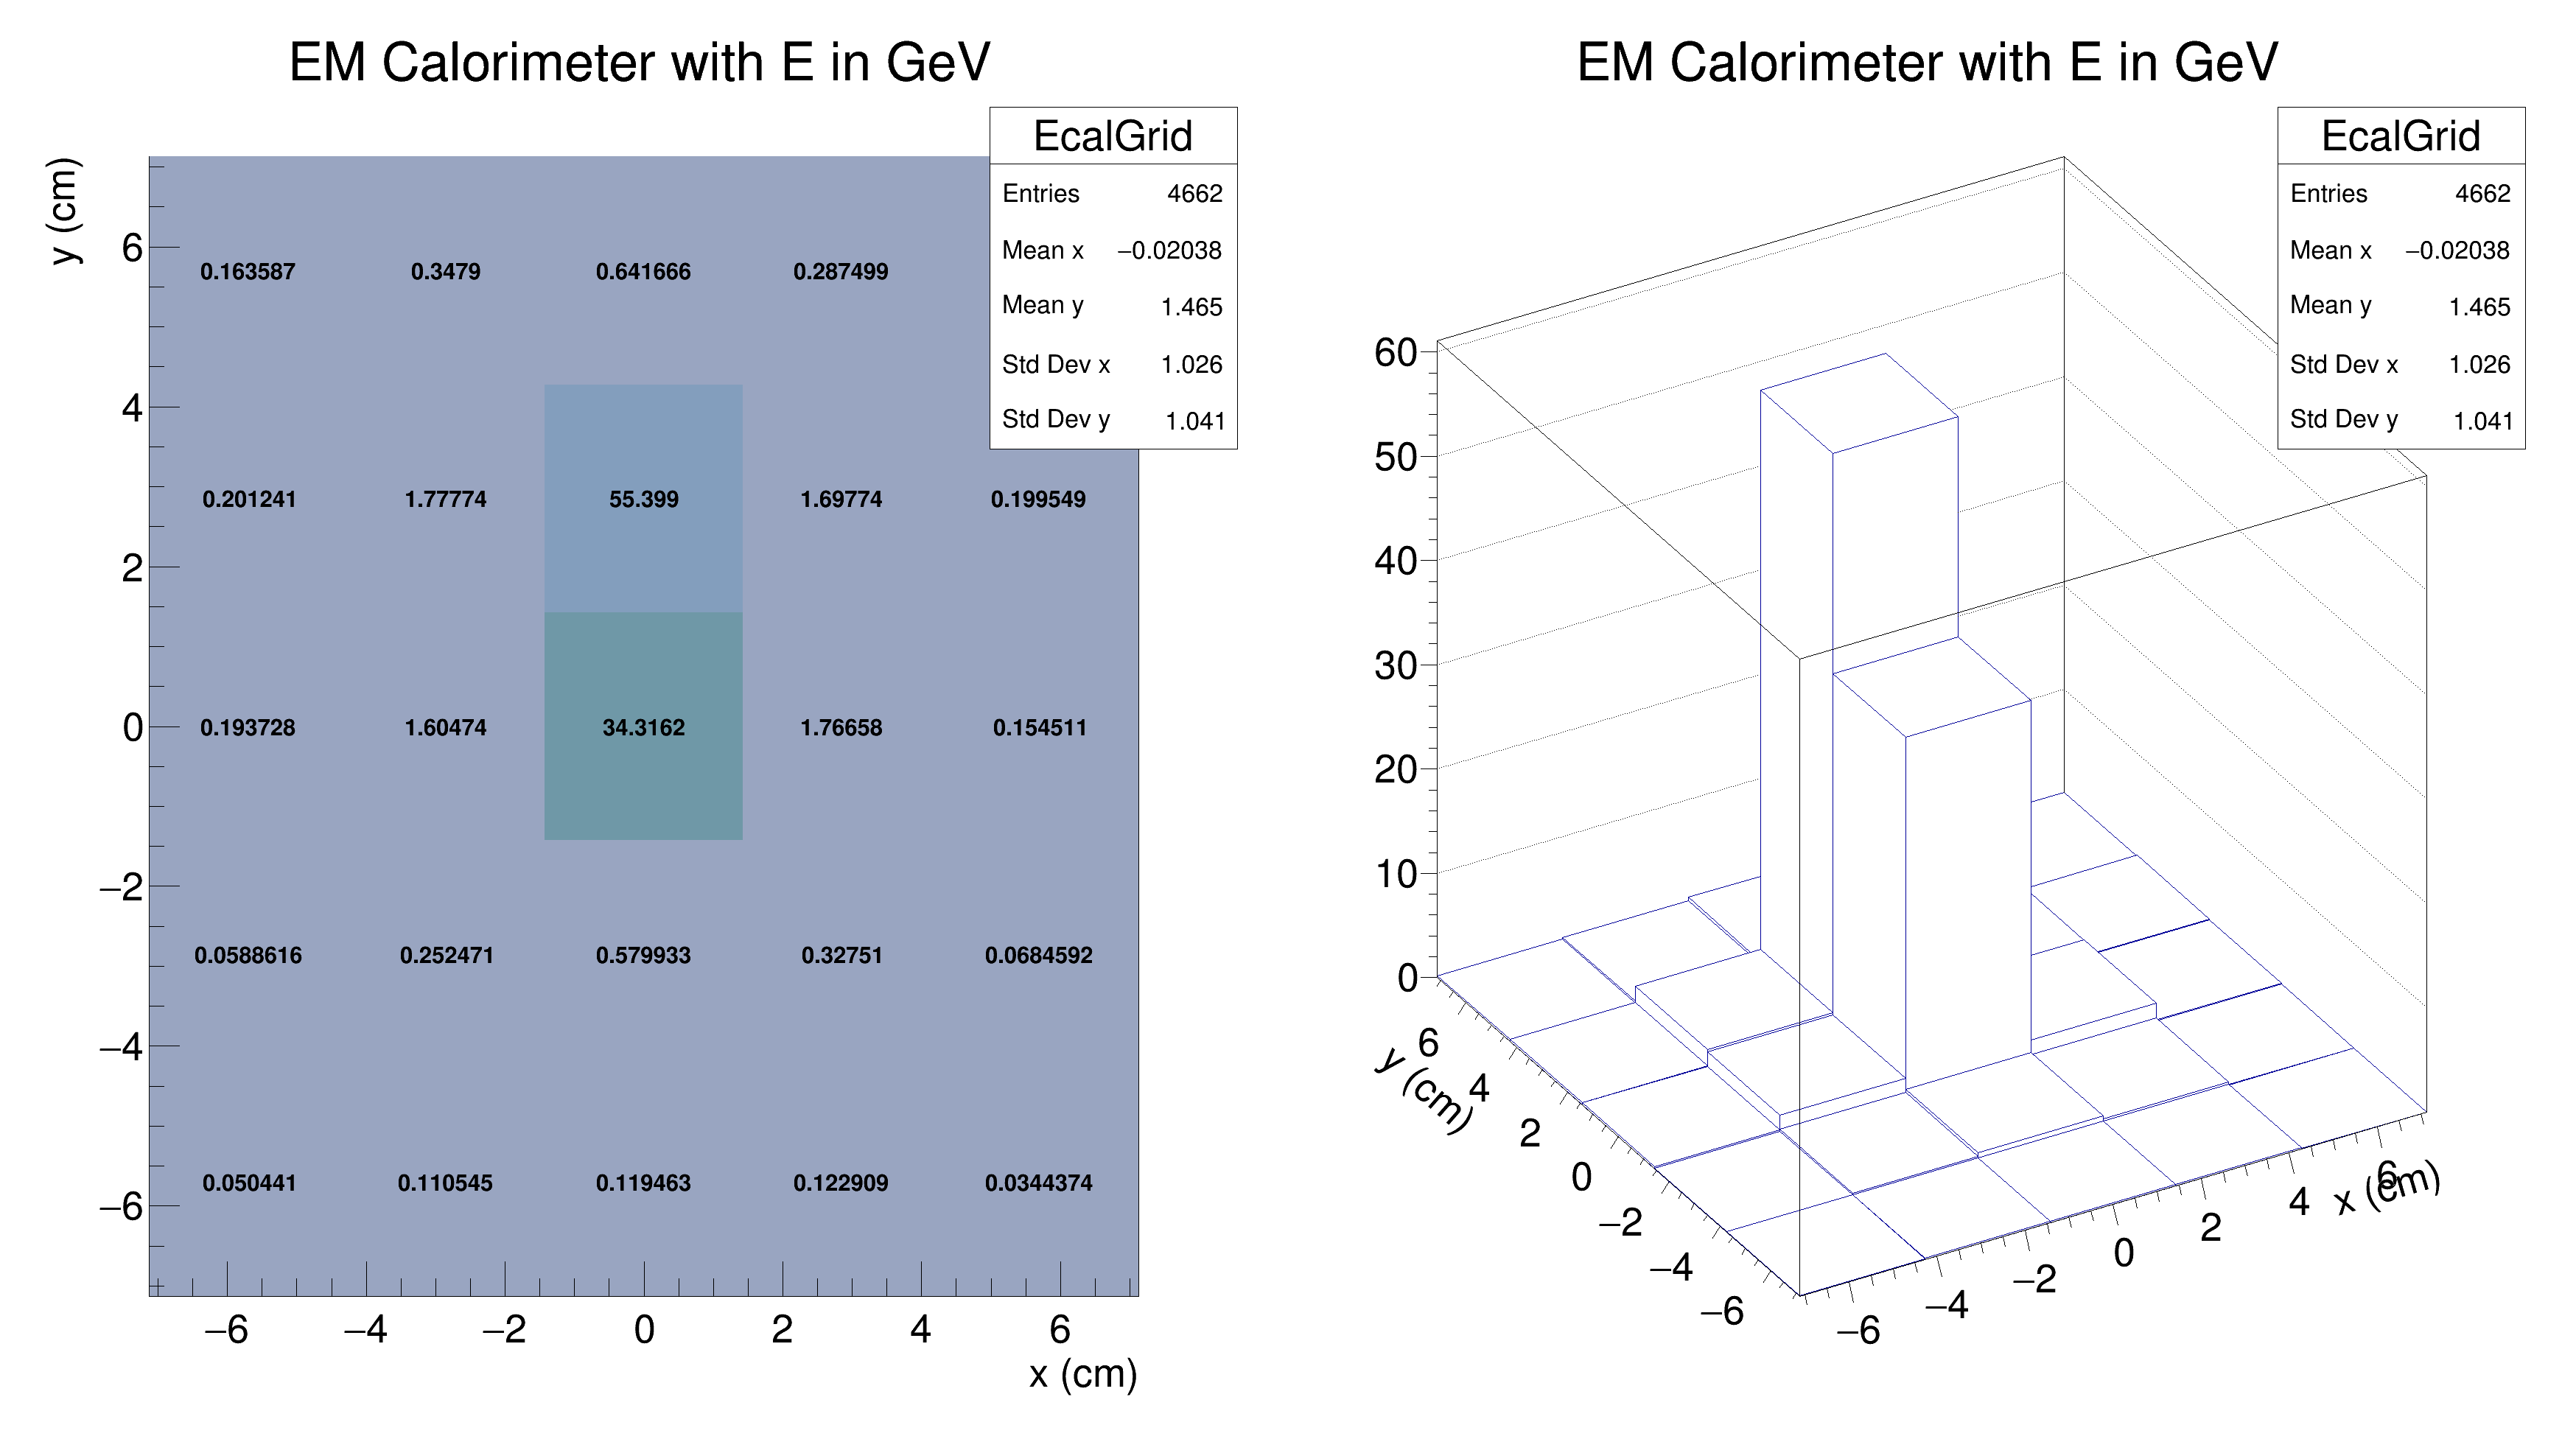 EM Calorimeter with E in GeV
EcalGrid
Entries 4662
Mean x −0.02038
Mean y 1.465
Std Dev x 1.026
Std Dev y 1.041
y (cm)
6
4
2
0
−2
−4
−6
0.163587 0.3479 0.641666 0.287499
0.201241 1.77774 55.399 1.69774 0.199549
0.193728 1.60474 34.3162 1.76658 0.154511
0.0588616 0.252471 0.579933 0.32751 0.0684592
0.050441 0.110545 0.119463 0.122909 0.0344374
−6 −4 −2 0 2 4 6
x (cm)
EM Calorimeter with E in GeV
EcalGrid
Entries 4662
Mean x −0.02038
Mean y 1.465
Std Dev x 1.026
Std Dev y 1.041
60
50
40
30
20
10
0
6
4
2
0
−2
−4
−6
y (cm)
−6
−4
−2
0
2
4
6
x (cm)